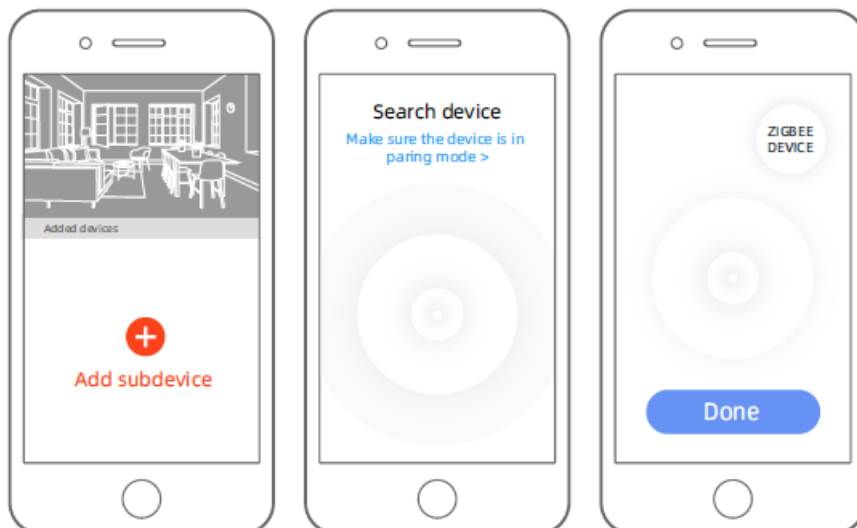 Added devices
Add subdevice
Search device
Make sure the device is in
paring mode >
ZIGBEE
DEVICE
Done